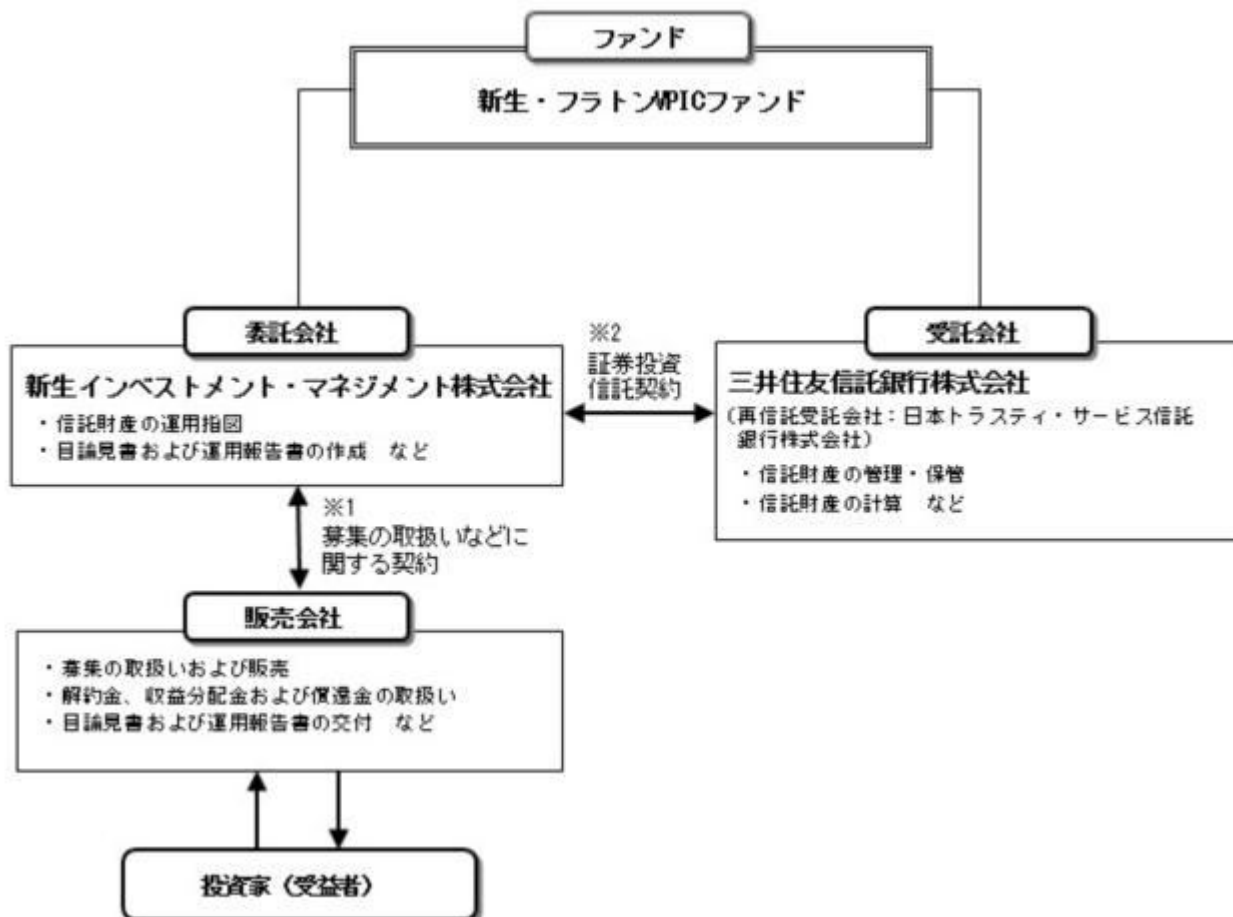 ファンド
新生・フラトンVPICファンド
委託会社
新生インベストメント・マネジメント株式会社
・信託財産の運用指図
・目論見書および運用報告書の作成　など
※2
証券投資
信託契約
受託会社
三井住友信託銀行株式会社
（再信託受託会社：日本トラスティ・サービス信託
銀行株式会社）
・信託財産の管理・保管
・信託財産の計算　など
※1
募集の取扱いなどに
関する契約
販売会社
・募集の取扱いおよび販売
・解約金、収益分配金および償還金の取扱い
・目論見書および運用報告書の交付　など
投資家（受益者）